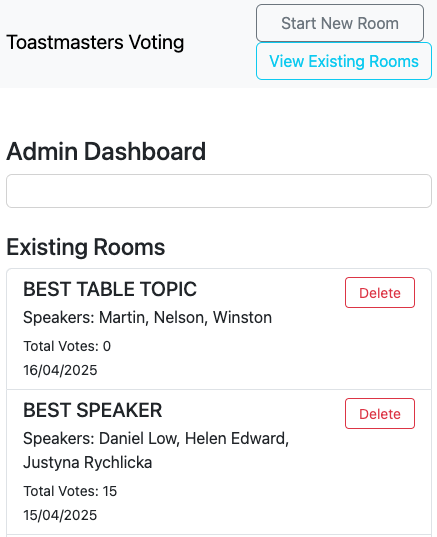 Toastmasters Voting
Start New Room
View Existing Rooms
Admin Dashboard
Existing Rooms
BEST TABLE TOPIC
Delete
Speakers: Martin, Nelson, Winston
Total Votes: 0
16/04/2025
BEST SPEAKER
Delete
Speakers: Daniel Low, Helen Edward,
Justyna Rychlicka
Total Votes: 15
15/04/2025